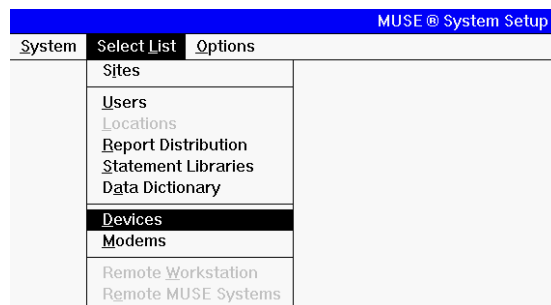 MUSE ® System Setup
System Select List Options
Sites
Users
Locations
Report Distribution
Statement Libraries
Data Dictionary
Devices
Modems
Remote Workstation
Remote MUSE Systems